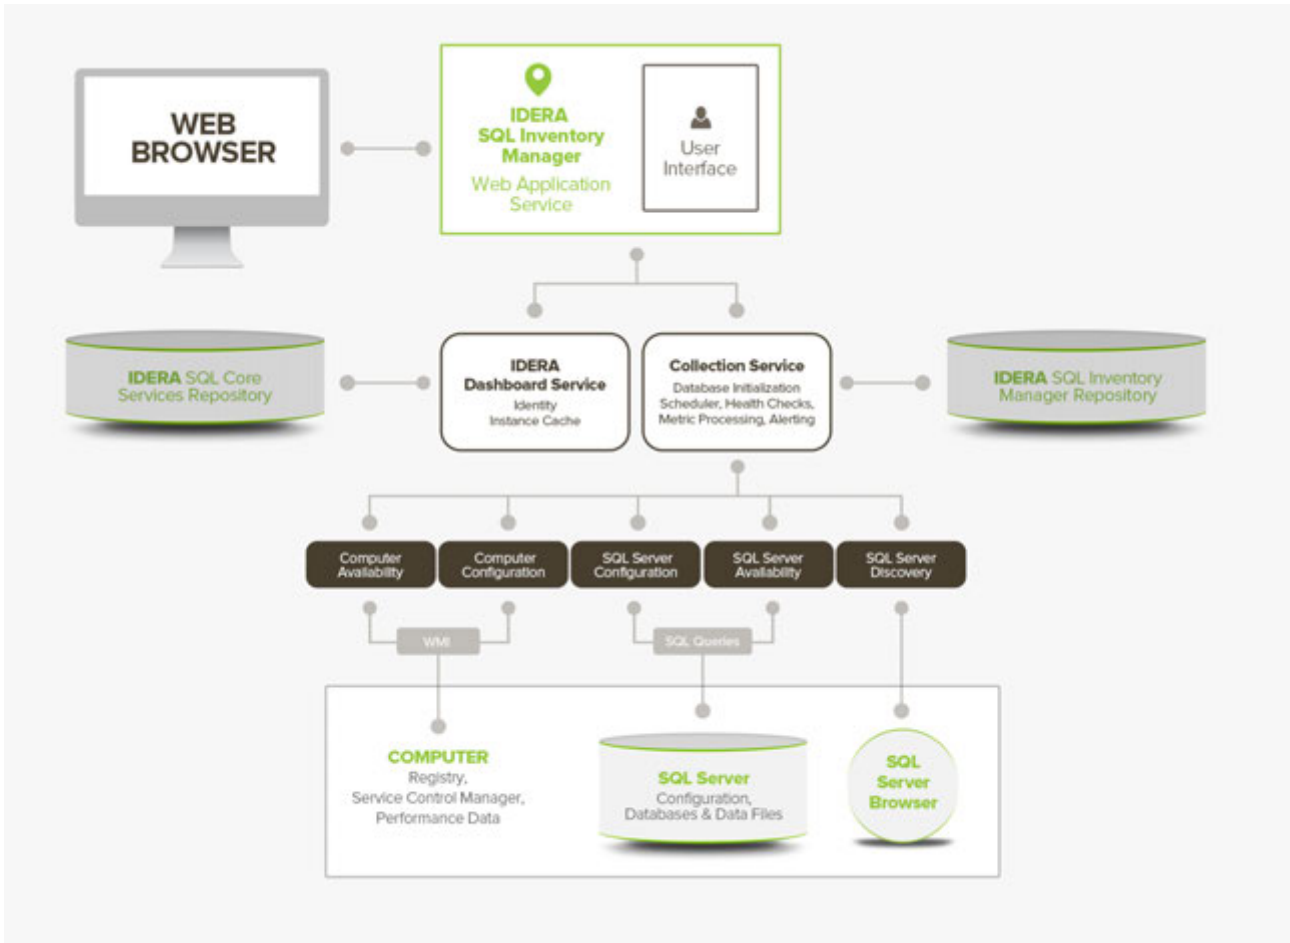 WEB
BROWSER
IDERA
SQL Inventory
Manager
Web Application
Service
User
Interface
IDERA SQL Core
Services Repository
IDERA
Dashboard Service
Identity
Instance Cache
Collection Service
Database Initialization
Scheduler, Health Checks,
Metric Processing, Alerting
IDERA SQL Inventory
Manager Repository
Computer
Availability
Computer
Configuration
SQL Server
Configuration
SQL Server
Availability
SQL Server
Discovery
WMI
SQL Queries
COMPUTER
Registry,
Service Control Manager,
Performance Data
SQL Server
Configuration,
Databases & Data Files
SQL
Server
Browser